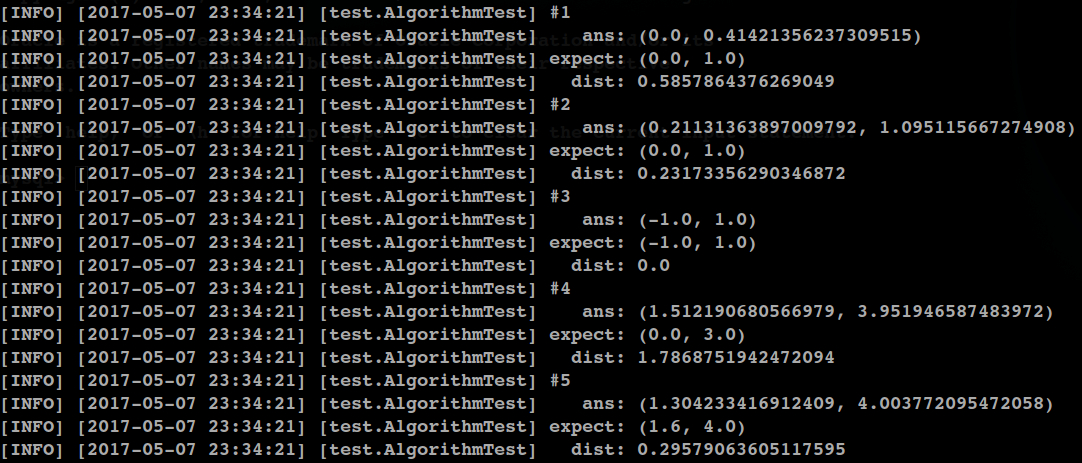 [INFO] [2017-05-07 23:34:21] [test.AlgorithmTest] #1
[INFO] [2017-05-07 23:34:21] [test.AlgorithmTest]    ans: (0.0, 0.41421356237309515)
[INFO] [2017-05-07 23:34:21] [test.AlgorithmTest] expect: (0.0, 1.0)
[INFO] [2017-05-07 23:34:21] [test.AlgorithmTest]   dist: 0.5857864376269049
[INFO] [2017-05-07 23:34:21] [test.AlgorithmTest] #2
[INFO] [2017-05-07 23:34:21] [test.AlgorithmTest]    ans: (0.21131363897009792, 1.095115667274908)
[INFO] [2017-05-07 23:34:21] [test.AlgorithmTest] expect: (0.0, 1.0)
[INFO] [2017-05-07 23:34:21] [test.AlgorithmTest]   dist: 0.23173356290346872
[INFO] [2017-05-07 23:34:21] [test.AlgorithmTest] #3
[INFO] [2017-05-07 23:34:21] [test.AlgorithmTest]    ans: (-1.0, 1.0)
[INFO] [2017-05-07 23:34:21] [test.AlgorithmTest] expect: (-1.0, 1.0)
[INFO] [2017-05-07 23:34:21] [test.AlgorithmTest]   dist: 0.0
[INFO] [2017-05-07 23:34:21] [test.AlgorithmTest] #4
[INFO] [2017-05-07 23:34:21] [test.AlgorithmTest]    ans: (1.512190680566979, 3.951946587483972)
[INFO] [2017-05-07 23:34:21] [test.AlgorithmTest] expect: (0.0, 3.0)
[INFO] [2017-05-07 23:34:21] [test.AlgorithmTest]   dist: 1.7868751942472094
[INFO] [2017-05-07 23:34:21] [test.AlgorithmTest] #5
[INFO] [2017-05-07 23:34:21] [test.AlgorithmTest]    ans: (1.304233416912409, 4.003772095472058)
[INFO] [2017-05-07 23:34:21] [test.AlgorithmTest] expect: (1.6, 4.0)
[INFO] [2017-05-07 23:34:21] [test.AlgorithmTest]   dist: 0.29579063605117595